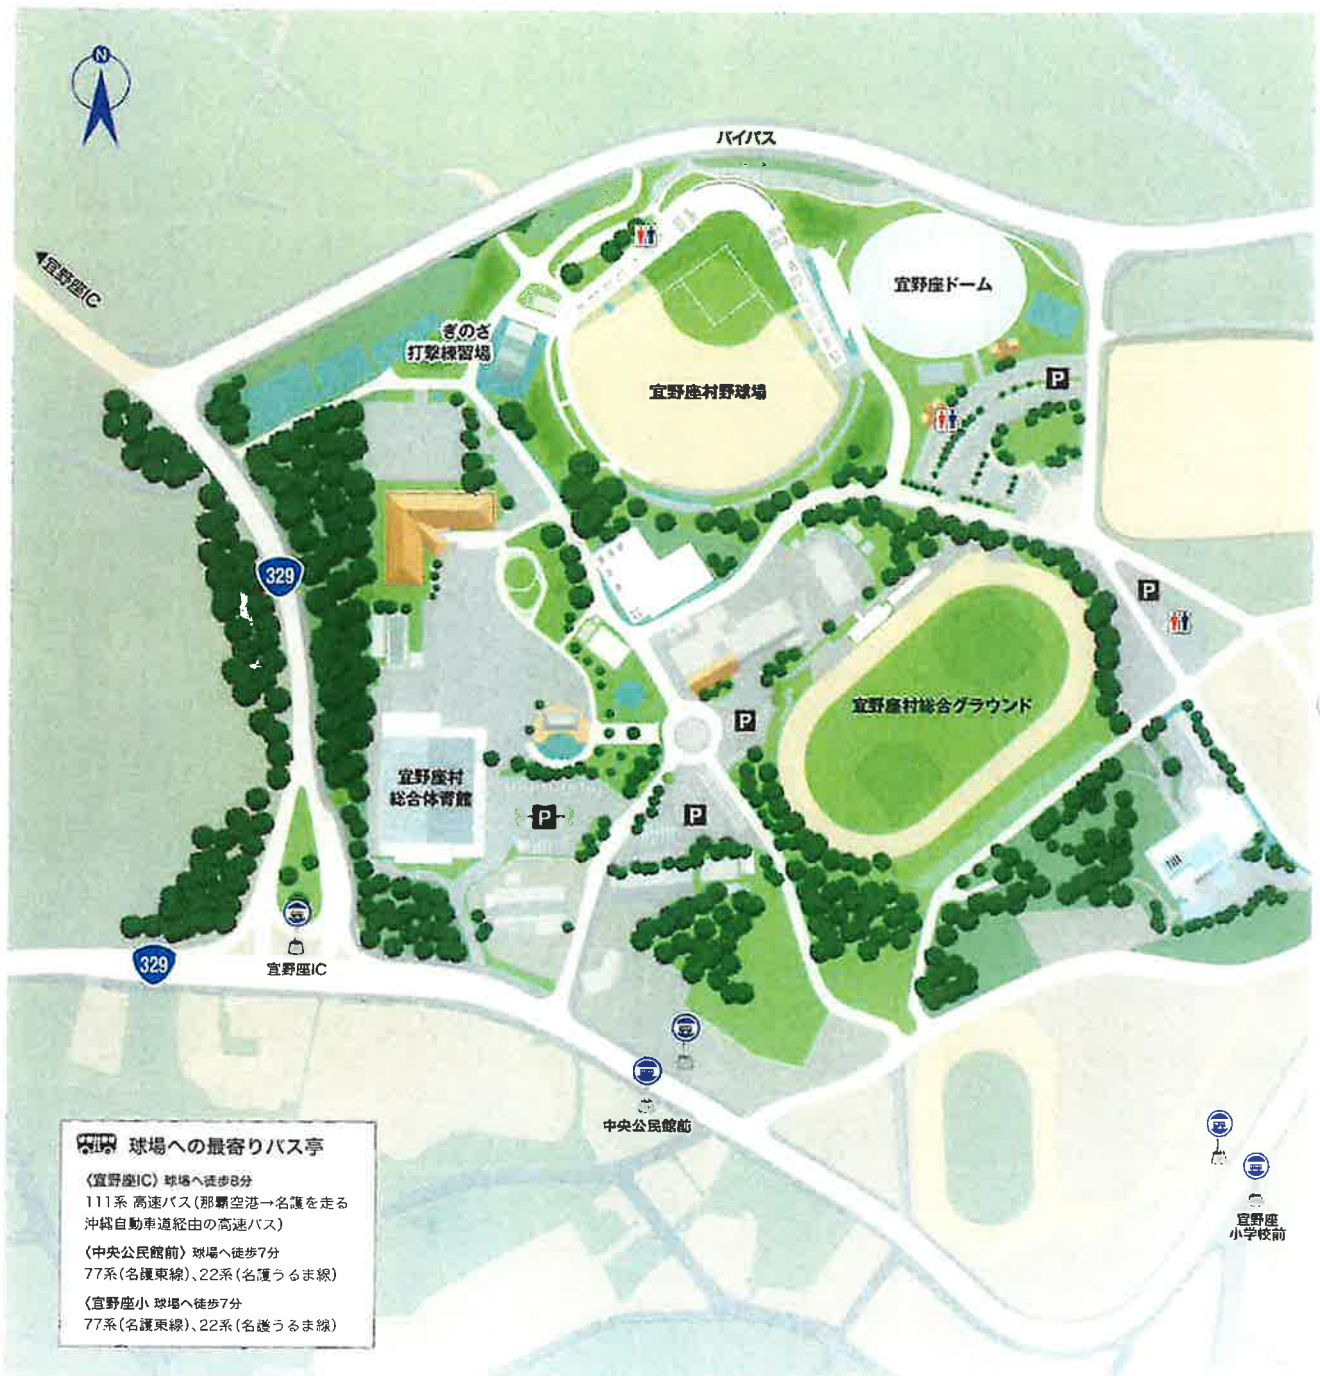 N
バイパス
◀宜野座IC
宜野座ドーム
ぎのざ
打撃練習場
P
宜野座村野球場
329
P
宜野座村総合グラウンド
P
宜野座村
総合体育館
P
P
329
宜野座IC
中央公民館前
宜野座
小学校前
球場への最寄りバス亭
〈宜野座IC〉 球場へ徒歩8分
111系 高速バス(那覇空港→名護を走る
沖縄自動車道経由の高速バス)
〈中央公民館前〉 球場へ徒歩7分
77系(名護東線)、22系(名護うるま線)
〈宜野座小 球場へ徒歩7分
77系(名護東線)、22系(名護うるま線)